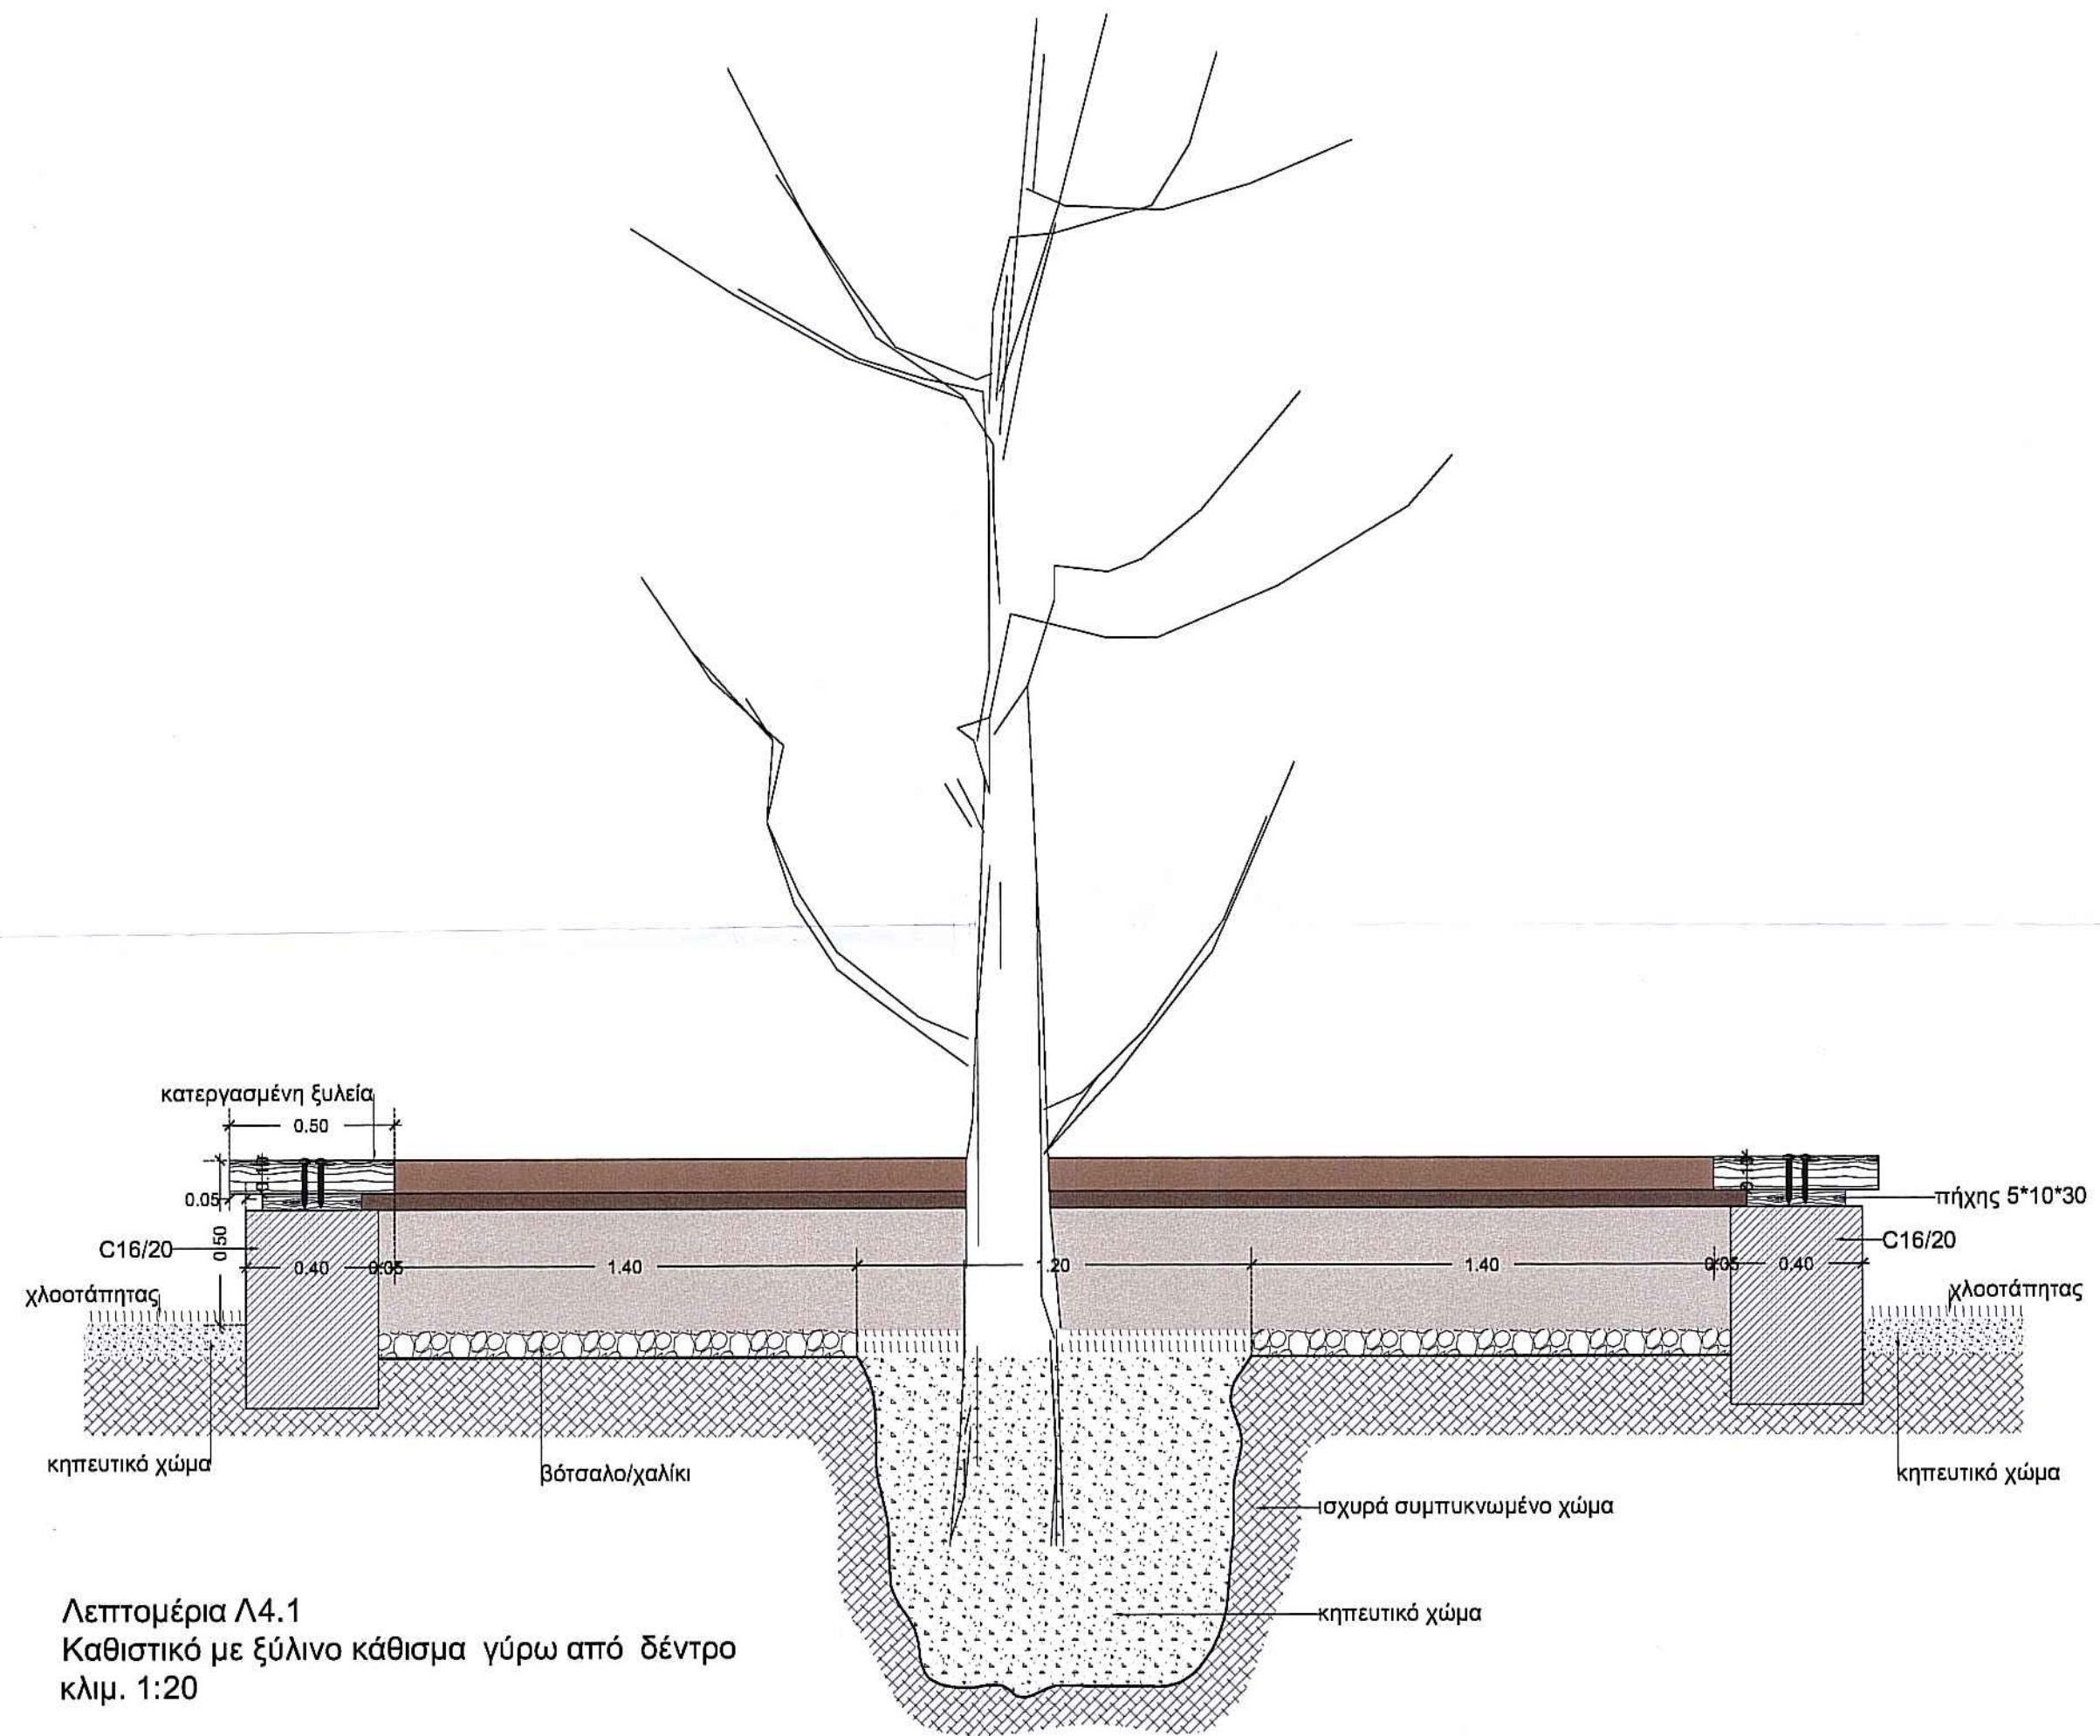 κατεργασμένη ξυλεία
0.50
0.05
πήχης 5*10*30
C16/20
0.50
C16/20
0.40
0.05
1.40
1.20
1.40
0.05
0.40
χλοοτάπητας
χλοοτάπητας
κηπευτικό χώμα
βότσαλο/χαλίκι
κηπευτικό χώμα
ισχυρά συμπυκνωμένο χώμα
κηπευτικό χώμα
Λεπτομέρια Λ4.1
Καθιστικό με ξύλινο κάθισμα γύρω από δέντρο
κλιμ. 1:20